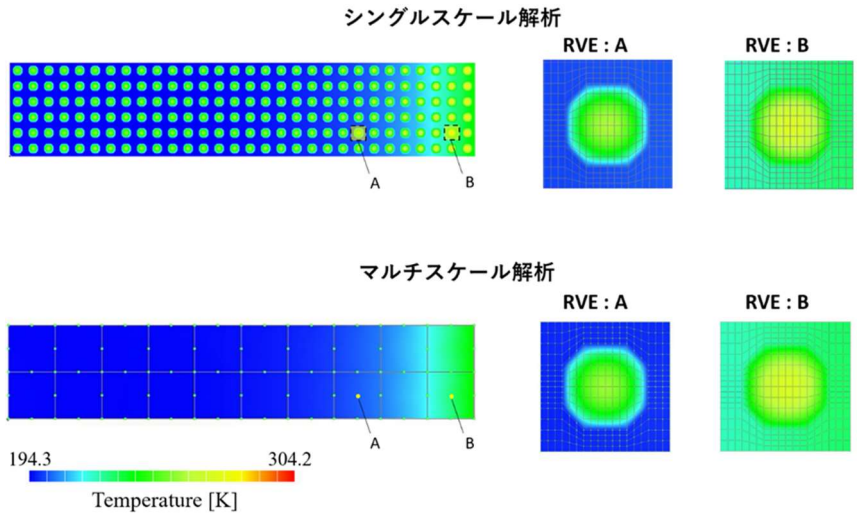 シングルスケール解析
RVE : A
RVE : B
A
B
マルチスケール解析
RVE : A
RVE : B
A
B
194.3
304.2
Temperature [K]